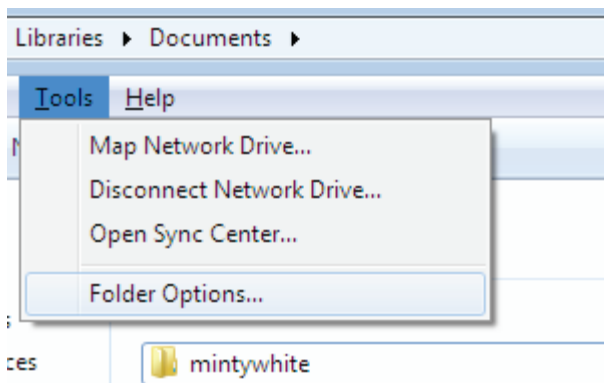 Libraries ▸ Documents ▸
Tools Help
Map Network Drive...
Disconnect Network Drive...
Open Sync Center...
Folder Options...
mintywhite